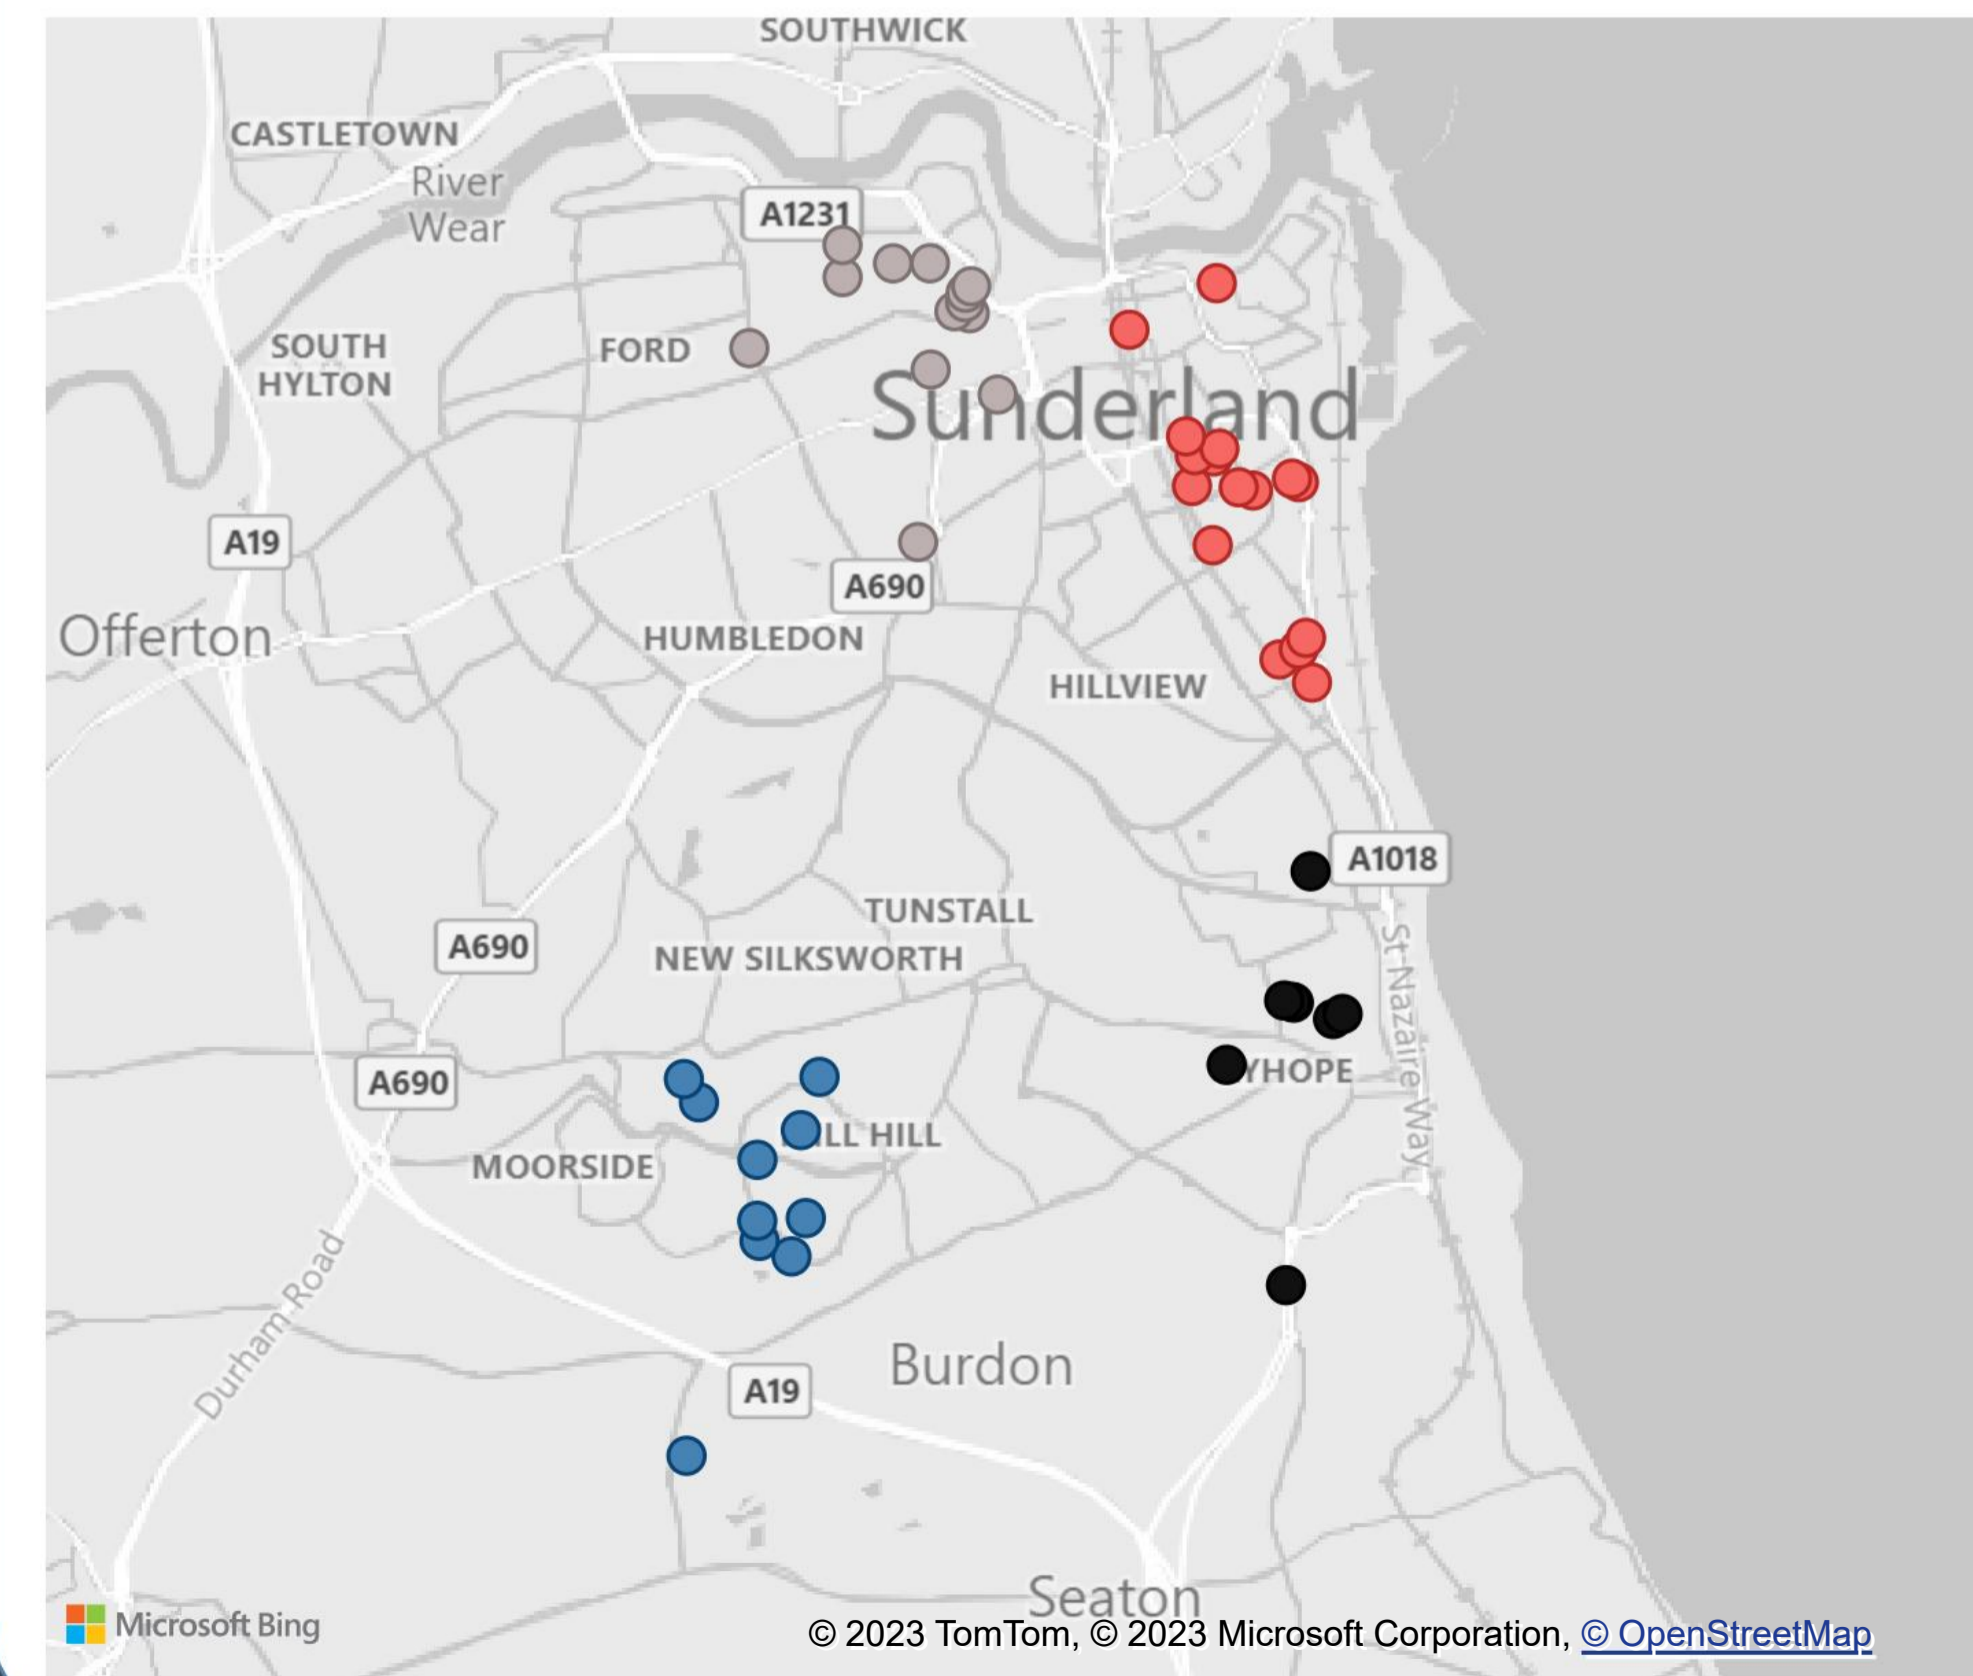 SOUTHWICK
CASTLETOWN
River
Wear
A1231
SOUTH
HYLTON
FORD
Sunderland
A19
A690
Offerton
HUMBLEDON
HILLVIEW
A1018
TUNSTALL
A690
NEW SILKSWORTH
St Nazaire Way
YHOPE
A690
LL HILL
MOORSIDE
Durham Road
Burdon
A19
Seaton
Microsoft Bing
© 2023 TomTom, © 2023 Microsoft Corporation, © OpenStreetMap